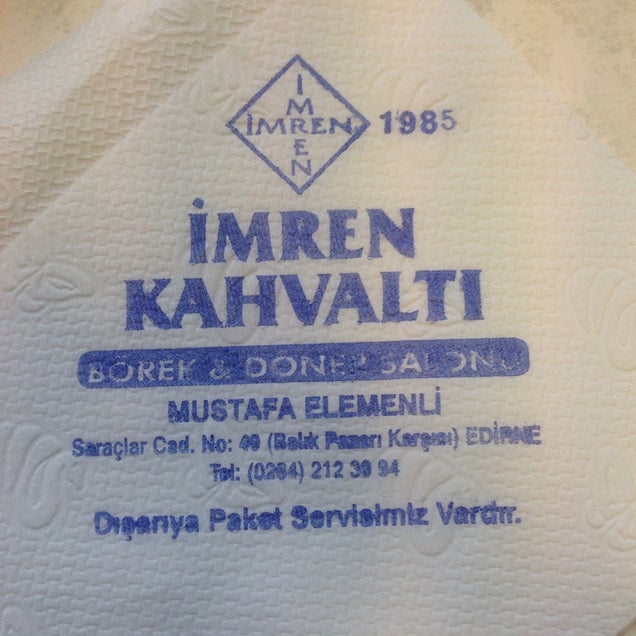 İMREN
İMREN 1985
İMREN
KAHVALTI
BÖREK & DÖNER SALONU
MUSTAFA ELEMENLİ
Saraçlar Cad. No: 49 (Balık Pazarı Karşısı) EDİRNE
Tel: (0284) 212 39 94
Dışarıya Paket Servisimiz Vardır.